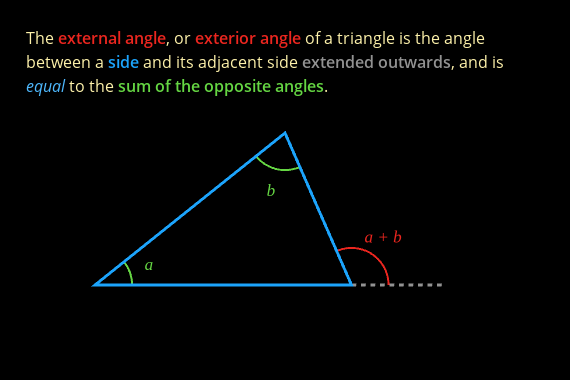 The external angle, or exterior angle of a triangle is the angle
between a side and its adjacent side extended outwards, and is
equal to the sum of the opposite angles.
b
a + b
a